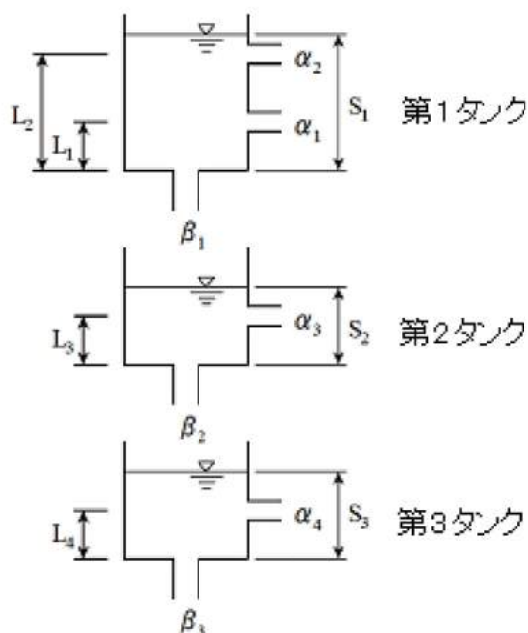 α₂
L₂
S₁ 第1タンク
L₁
α₁
β₁
α₃
L₃
S₂ 第2タンク
β₂
α₄
L₄
S₃ 第3タンク
β₃